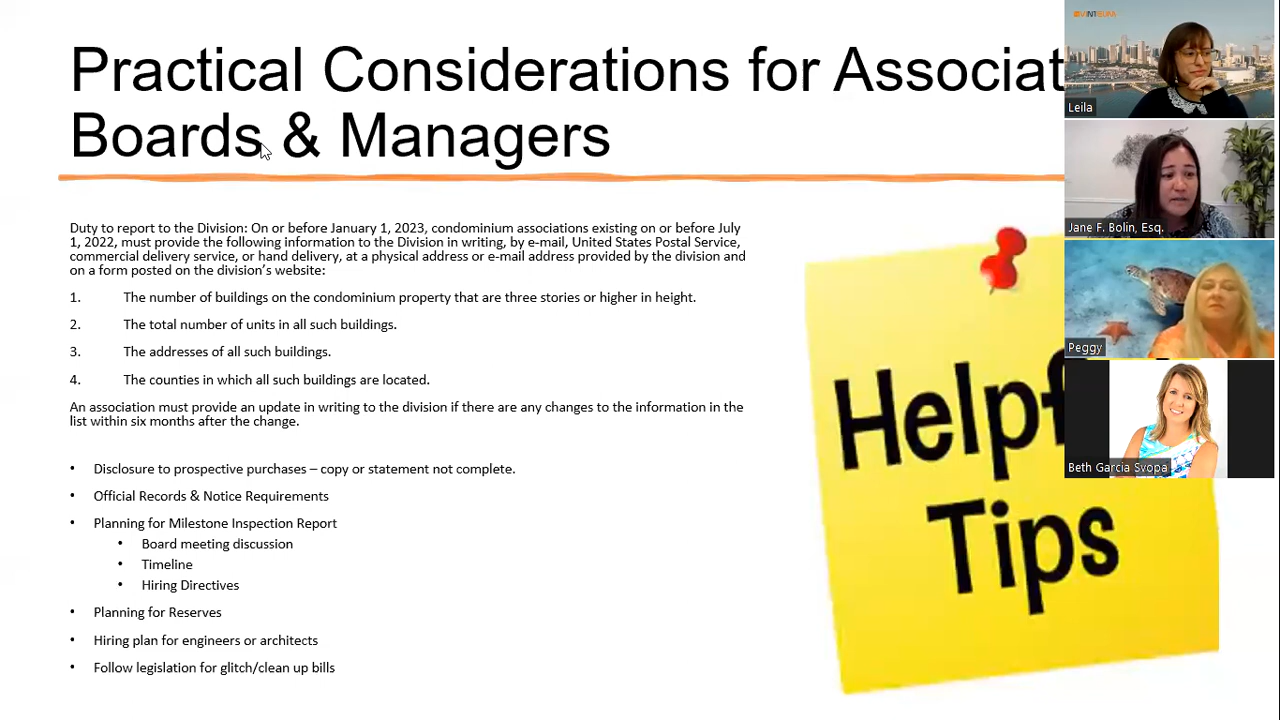 Practical Considerations for Associat
Boards & Managers
Duty to report to the Division: On or before January 1, 2023, condominium associations existing on or before July
1, 2022, must provide the following information to the Division in writing, by e-mail, United States Postal Service,
commercial delivery service, or hand delivery, at a physical address or e-mail address provided by the division and
on a form posted on the division's website:
1. The number of buildings on the condominium property that are three stories or higher in height.
2. The total number of units in all such buildings.
3. The addresses of all such buildings.
4. The counties in which all such buildings are located.
An association must provide an update in writing to the division if there are any changes to the information in the
list within six months after the change.
• Disclosure to prospective purchases – copy or statement not complete.
• Official Records & Notice Requirements
• Planning for Milestone Inspection Report
• Board meeting discussion
• Timeline
• Hiring Directives
• Planning for Reserves
• Hiring plan for engineers or architects
• Follow legislation for glitch/clean up bills
Helpf
Tips
VINTEUM
Leila
Jane F. Bolin, Esq.
Peggy
Beth Garcia Svopa